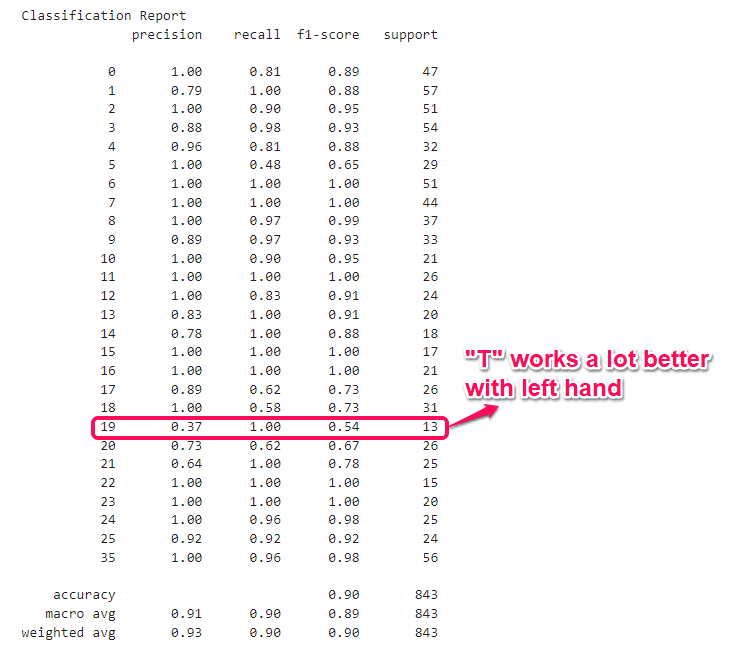 Classification Report
precision recall f1-score support
0 1.00 0.81 0.89 47
1 0.79 1.00 0.88 57
2 1.00 0.90 0.95 51
3 0.88 0.98 0.93 54
4 0.96 0.81 0.88 32
5 1.00 0.48 0.65 29
6 1.00 1.00 1.00 51
7 1.00 1.00 1.00 44
8 1.00 0.97 0.99 37
9 0.89 0.97 0.93 33
10 1.00 0.90 0.95 21
11 1.00 1.00 1.00 26
12 1.00 0.83 0.91 24
13 0.83 1.00 0.91 20
14 0.78 1.00 0.88 18
15 1.00 1.00 1.00 17
16 1.00 1.00 1.00 21
17 0.89 0.62 0.73 26
18 1.00 0.58 0.73 31
19 0.37 1.00 0.54 13
20 0.73 0.62 0.67 26
21 0.64 1.00 0.78 25
22 1.00 1.00 1.00 15
23 1.00 1.00 1.00 20
24 1.00 0.96 0.98 25
25 0.92 0.92 0.92 24
35 1.00 0.96 0.98 56
accuracy 0.90 843
macro avg 0.91 0.90 0.89 843
weighted avg 0.93 0.90 0.90 843
"T" works a lot better
with left hand